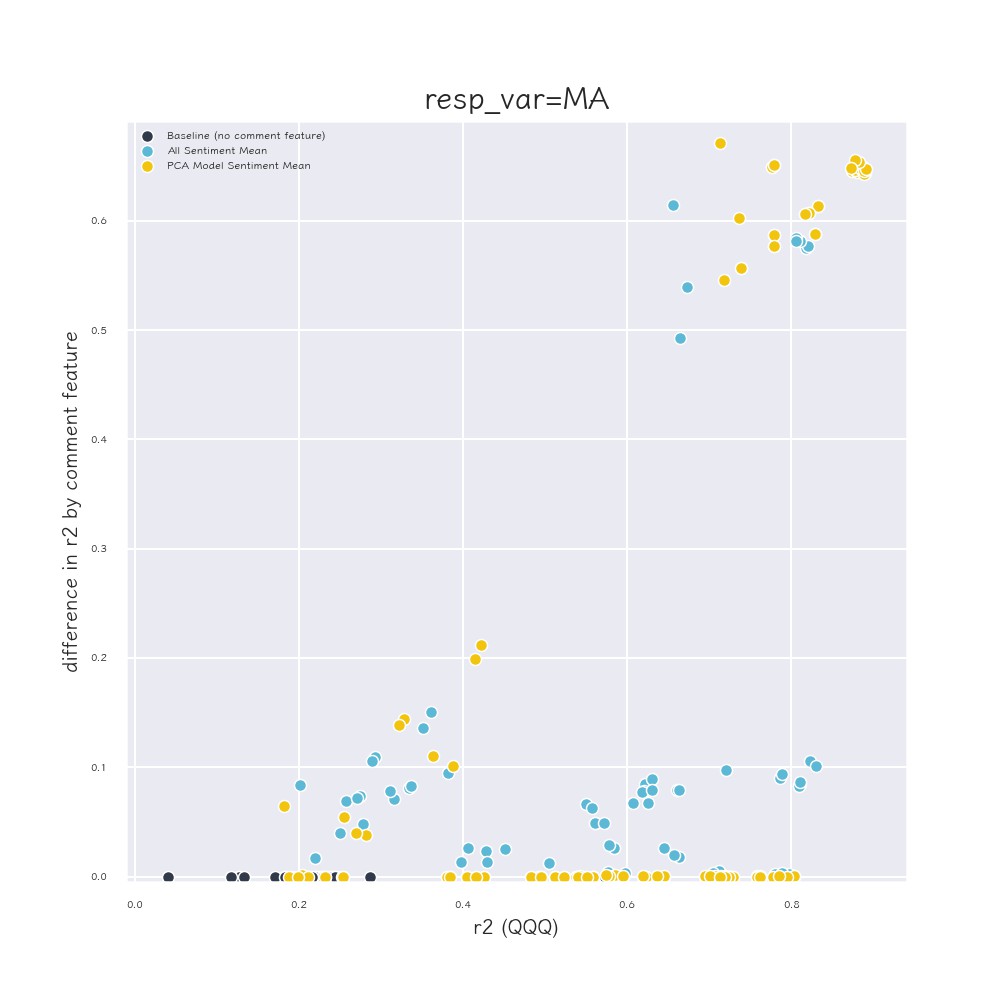 resp_var=MA
Baseline (no comment feature)
All Sentiment Mean
PCA Model Sentiment Mean
difference in r2 by comment feature
0.6
0.5
0.4
0.3
0.2
0.1
0.0
0.0 0.2 0.4 0.6 0.8
r2 (QQQ)